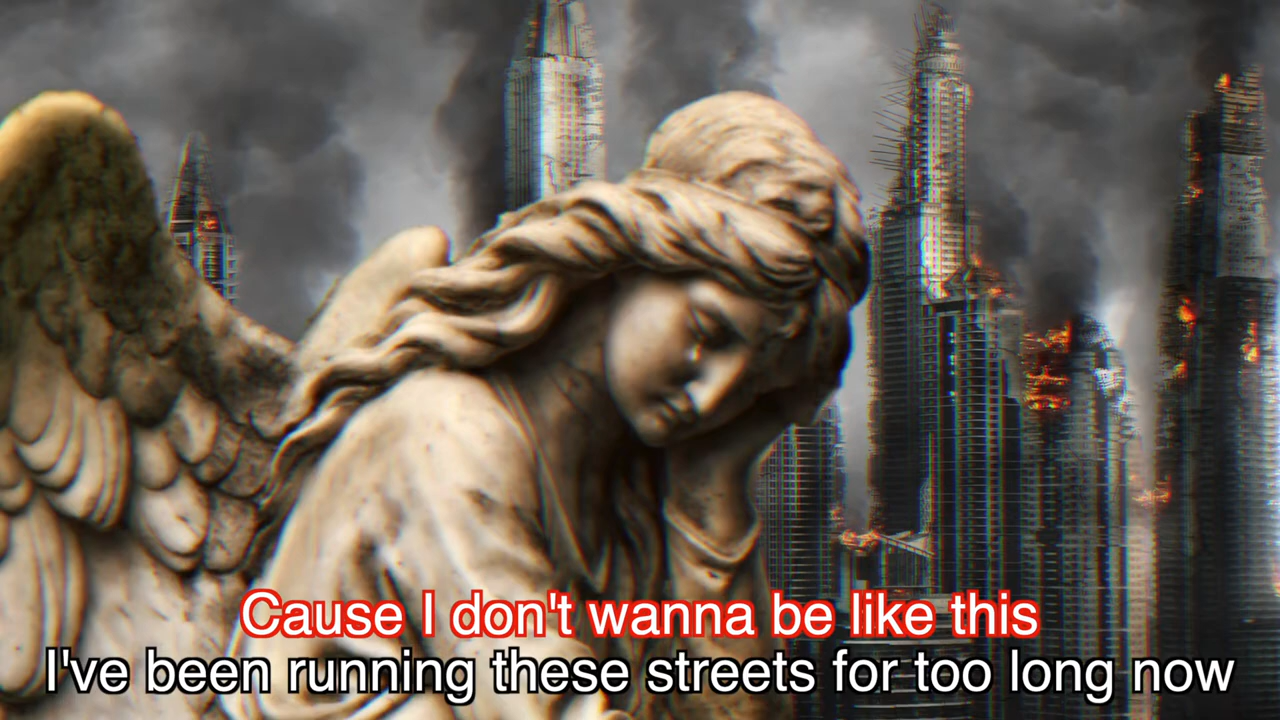 Cause I don't wanna be like this
I've been running these streets for too long now